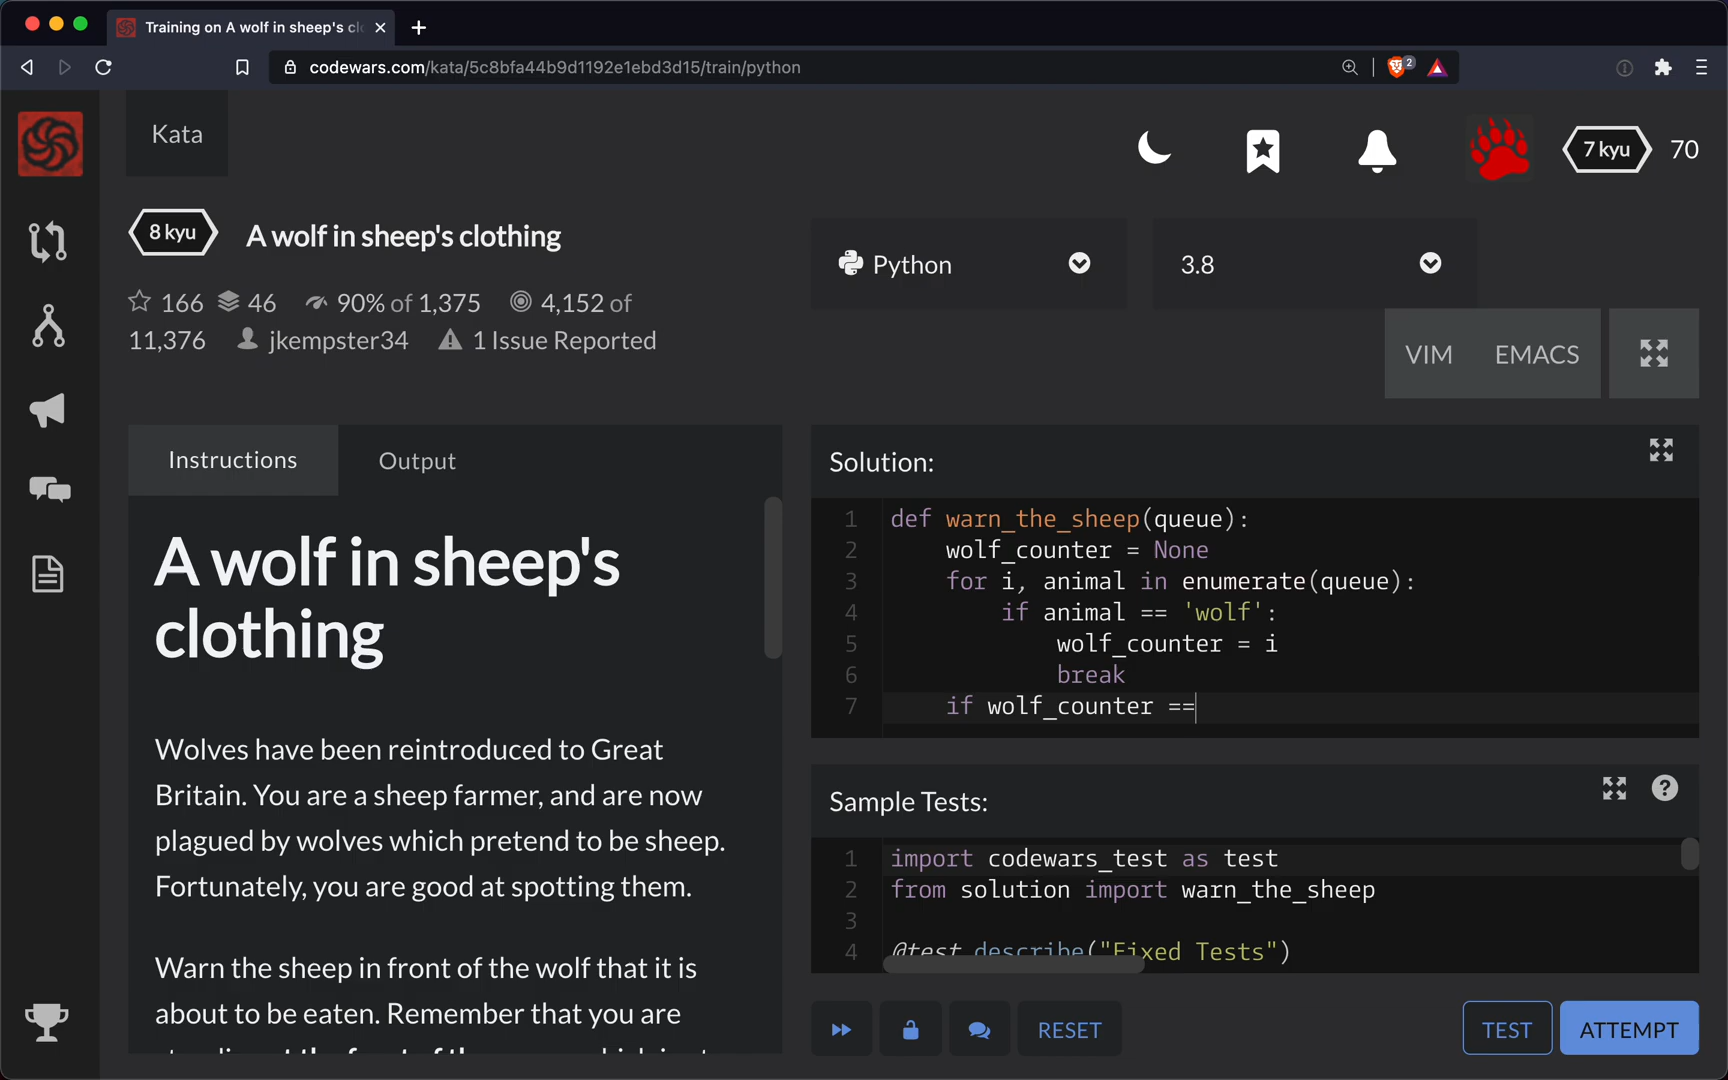 Training on A wolf in sheep's cl
codewars.com/kata/5c8bfa44b9d1192e1ebd3d15/train/python
2
Kata
7 kyu
70
8 kyu
A wolf in sheep's clothing
166 46 90% of 1,375 4,152 of
11,376 jkempster34 1 Issue Reported
Python
3.8
VIM
EMACS
Instructions
Output
A wolf in sheep's
clothing
Wolves have been reintroduced to Great
Britain. You are a sheep farmer, and are now
plagued by wolves which pretend to be sheep.
Fortunately, you are good at spotting them.
Warn the sheep in front of the wolf that it is
about to be eaten. Remember that you are
Solution:
1 def warn_the_sheep(queue):
2 wolf_counter = None
3 for i, animal in enumerate(queue):
4 if animal == 'wolf':
5 wolf_counter = i
6 break
7 if wolf_counter ==
Sample Tests:
1 import codewars_test as test
2 from solution import warn_the_sheep
3
4 @test.describe("Fixed Tests")
RESET
TEST
ATTEMPT